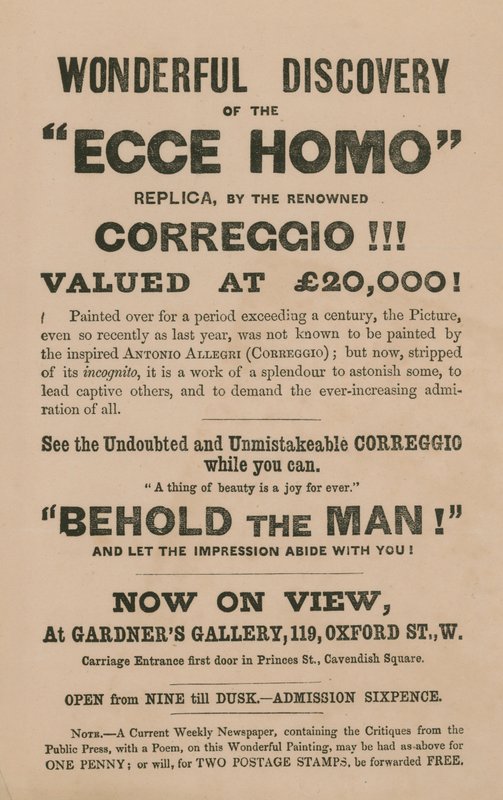 WONDERFUL DISCOVERY
OF THE
"ECCE HOMO"
REPLICA, BY THE RENOWNED
CORREGGIO !!!
VALUED AT £20,000!
Painted over for a period exceeding a century, the Picture,
even so recently as last year, was not known to be painted by
the inspired ANTONIO ALLEGRI (CORREGGIO); but now, stripped
of its incognito, it is a work of a splendour to astonish some, to
lead captive others, and to demand the ever-increasing admi-
ration of all.
See the Undoubted and Unmistakeable CORREGGIO
while you can.
"A thing of beauty is a joy for ever."
"BEHOLD THE MAN!"
AND LET THE IMPRESSION ABIDE WITH YOU!
NOW ON VIEW,
At GARDNER'S GALLERY, 119, OXFORD ST., W.
Carriage Entrance first door in Princes St., Cavendish Square.
OPEN from NINE till DUSK.—ADMISSION SIXPENCE.
NOTE.—A Current Weekly Newspaper, containing the Critiques from the
Public Press, with a Poem, on this Wonderful Painting, may be had as above for
ONE PENNY; or will, for TWO POSTAGE STAMPS, be forwarded FREE.